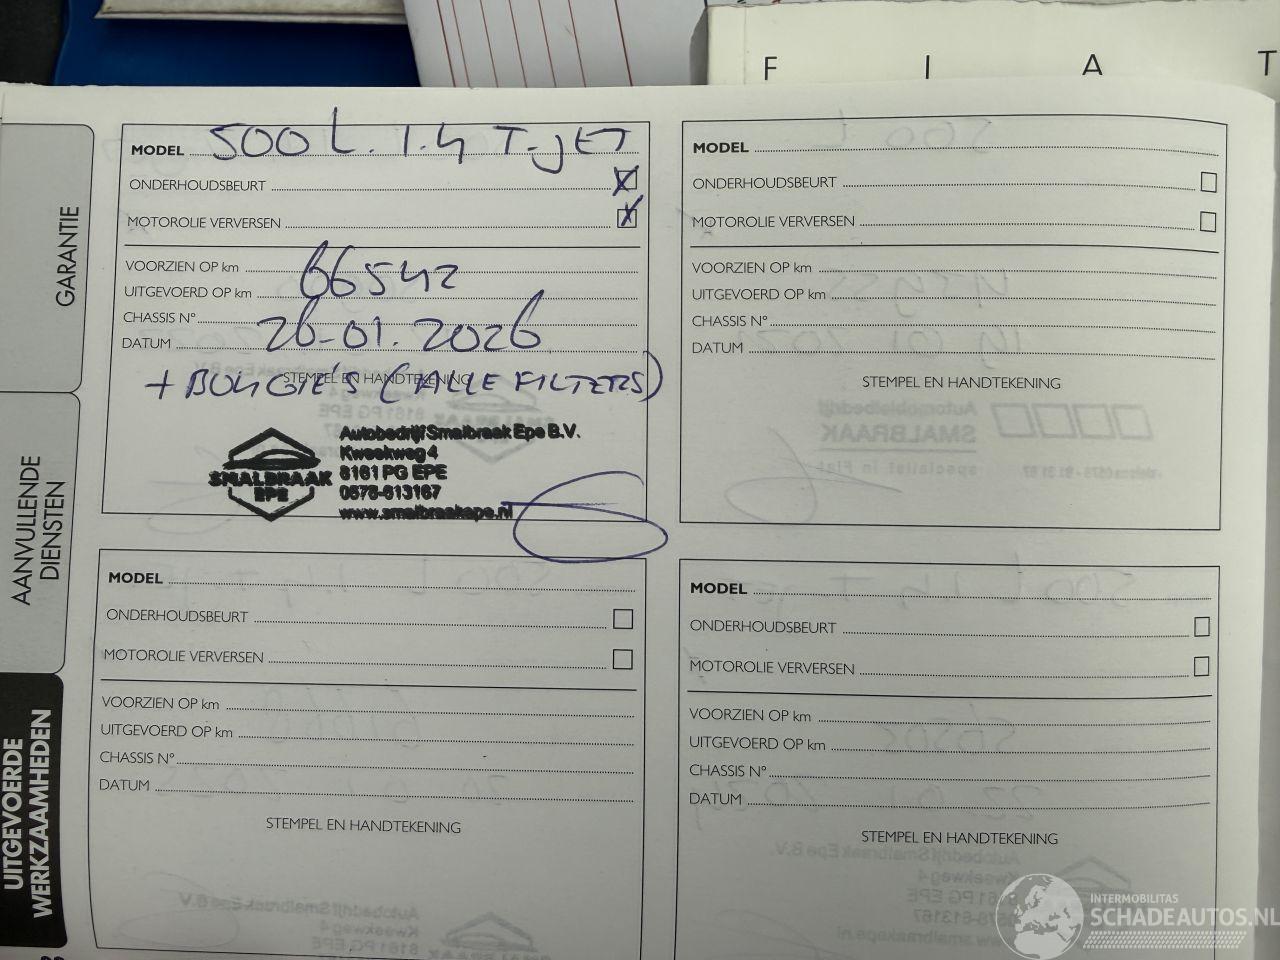 F I A T
GARANTIE
AANVULLENDE
DIENSTEN
UITGEVOERDE
WERKZAAMHEDEN
MODEL 500 L. 1.4 T-JET
ONDERHOUDSBEURT X
MOTOROLIE VERVERSEN X
VOORZIEN OP km
66542
UITGEVOERD OP km
CHASSIS N°
DATUM 26-01.2026
STEMPEL EN HANDTEKENING
+ BOUGIE'S (ALLE FILTERS)
SMALBRAAK
EPE
Autobedrijf Smalbraak Epe B.V.
Kweekweg 4
8161 PG EPE
0578-613167
www.smalbraakepe.nl
MODEL
ONDERHOUDSBEURT
MOTOROLIE VERVERSEN
VOORZIEN OP km
UITGEVOERD OP km
CHASSIS N°
DATUM
STEMPEL EN HANDTEKENING
MODEL
ONDERHOUDSBEURT
MOTOROLIE VERVERSEN
VOORZIEN OP km
UITGEVOERD OP km
CHASSIS N°
DATUM
STEMPEL EN HANDTEKENING
MODEL
ONDERHOUDSBEURT
MOTOROLIE VERVERSEN
VOORZIEN OP km
UITGEVOERD OP km
CHASSIS N°
DATUM
STEMPEL EN HANDTEKENING
INTERMOBILITAS
SCHADEAUTOS.NL